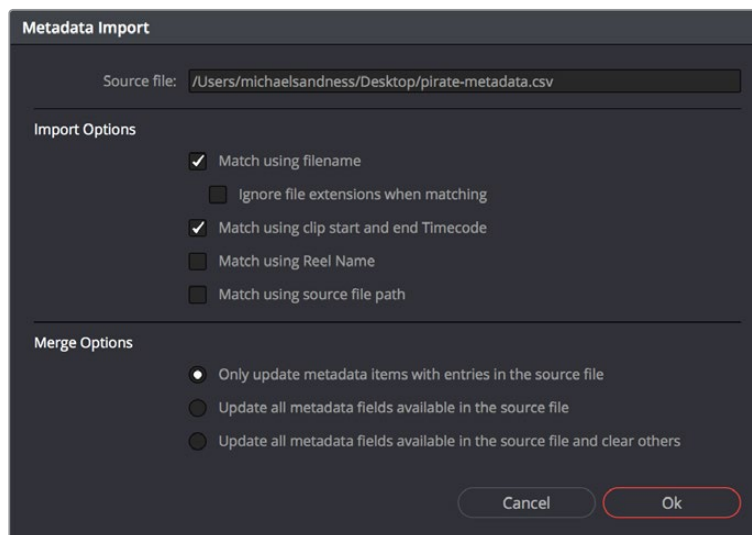 Metadata Import
Source file: /Users/michaelsandness/Desktop/pirate-metadata.csv
Import Options
Match using filename
Ignore file extensions when matching
Match using clip start and end Timecode
Match using Reel Name
Match using source file path
Merge Options
Only update metadata items with entries in the source file
Update all metadata fields available in the source file
Update all metadata fields available in the source file and clear others
Cancel Ok